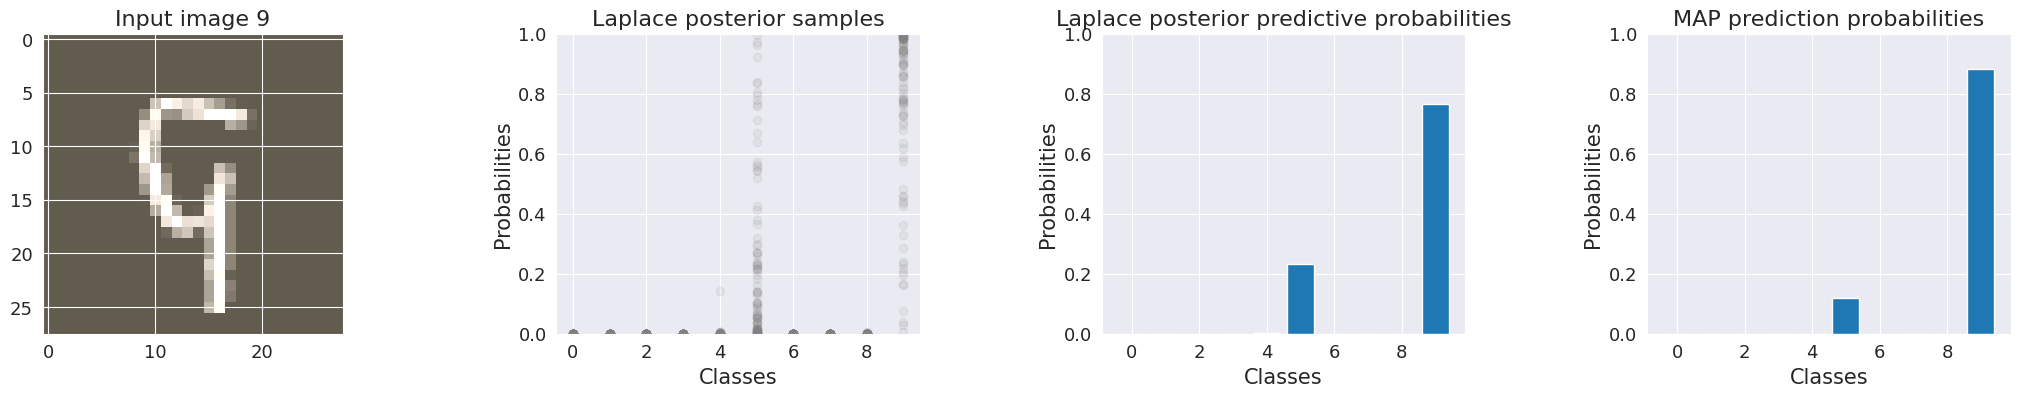 Input image 9
0
5
10
15
20
25
0 10 20
Laplace posterior samples
Probabilities
1.0
0.8
0.6
0.4
0.2
0.0
0 2 4 6 8
Classes
Laplace posterior predictive probabilities
Probabilities
1.0
0.8
0.6
0.4
0.2
0.0
0 2 4 6 8
Classes
MAP prediction probabilities
Probabilities
1.0
0.8
0.6
0.4
0.2
0.0
0 2 4 6 8
Classes